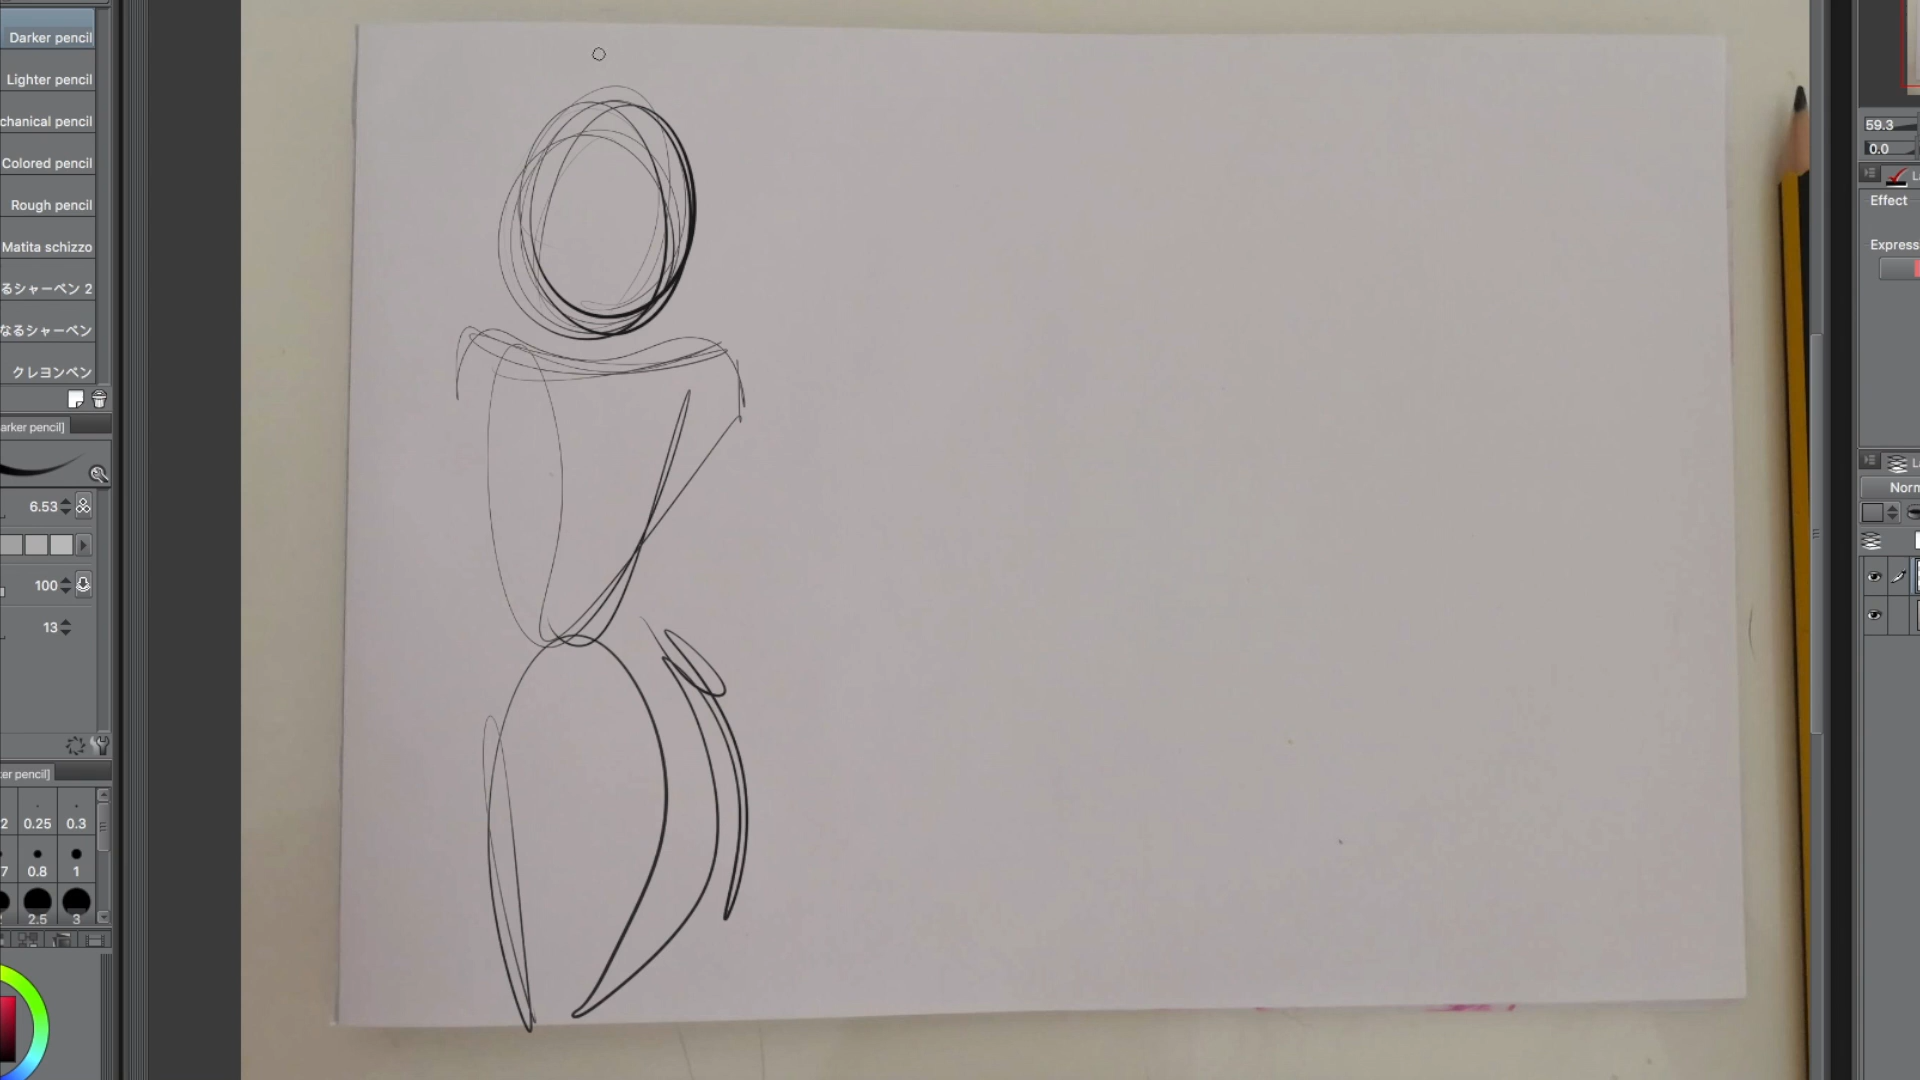 Darker pencil
Lighter pencil
chanical pencil
Colored pencil
Rough pencil
Matita schizzo
るシャーペン 2
なるシャーペン
クレヨンペン
arker pencil]
6.53
100
13
er pencil]
2 0.25 0.3
7 0.8 1
2.5 3
59.3
0.0
Effect
Express
Norn